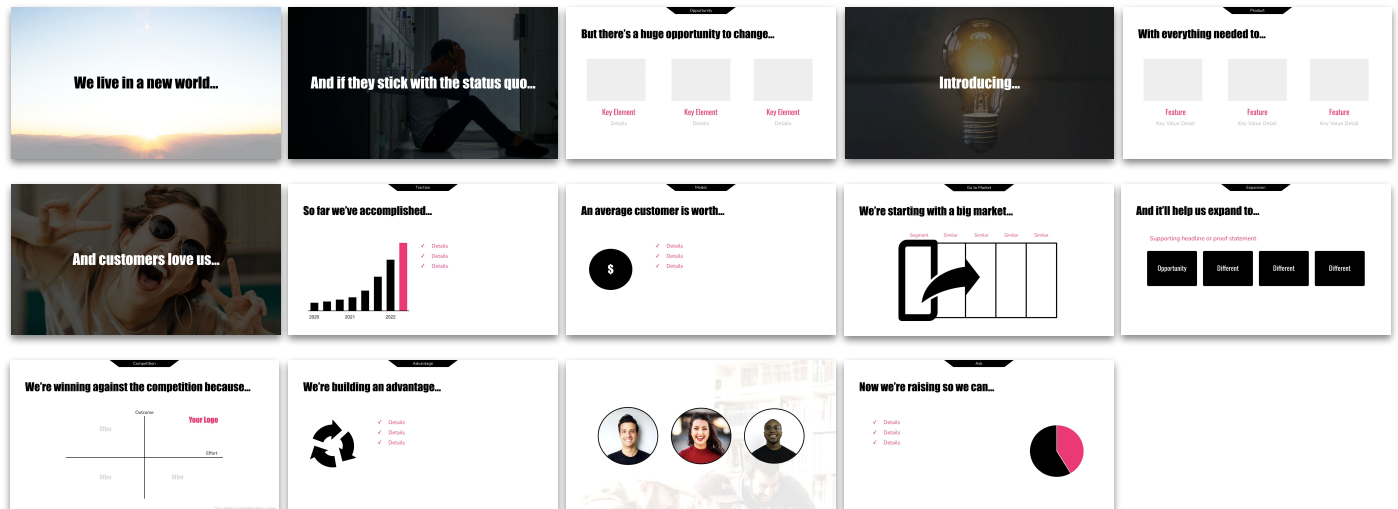 We live in a new world...
And if they stick with the status quo...
Opportunity
But there's a huge opportunity to change...
Key Element
Key Element
Key Element
Details
Details
Details
Introducing...
Product
With everything needed to...
Feature
Feature
Feature
Key Value Detail
Key Value Detail
Key Value Detail
And customers love us...
Traction
So far we've accomplished...
✓ Details
✓ Details
✓ Details
2020 2021 2022
Model
An average customer is worth...
$
✓ Details
✓ Details
✓ Details
Go to Market
We're starting with a big market...
Segment Similar Similar Similar Similar
Expansion
And it'll help us expand to...
Supporting headline or proof statement
Opportunity Different Different Different
Competition
We're winning against the competition because...
Outcome
Your Logo
Other
Effort
Other Other
Advantage
We're building an advantage...
✓ Details
✓ Details
✓ Details
Ask
Now we're raising so we can...
✓ Details
✓ Details
✓ Details